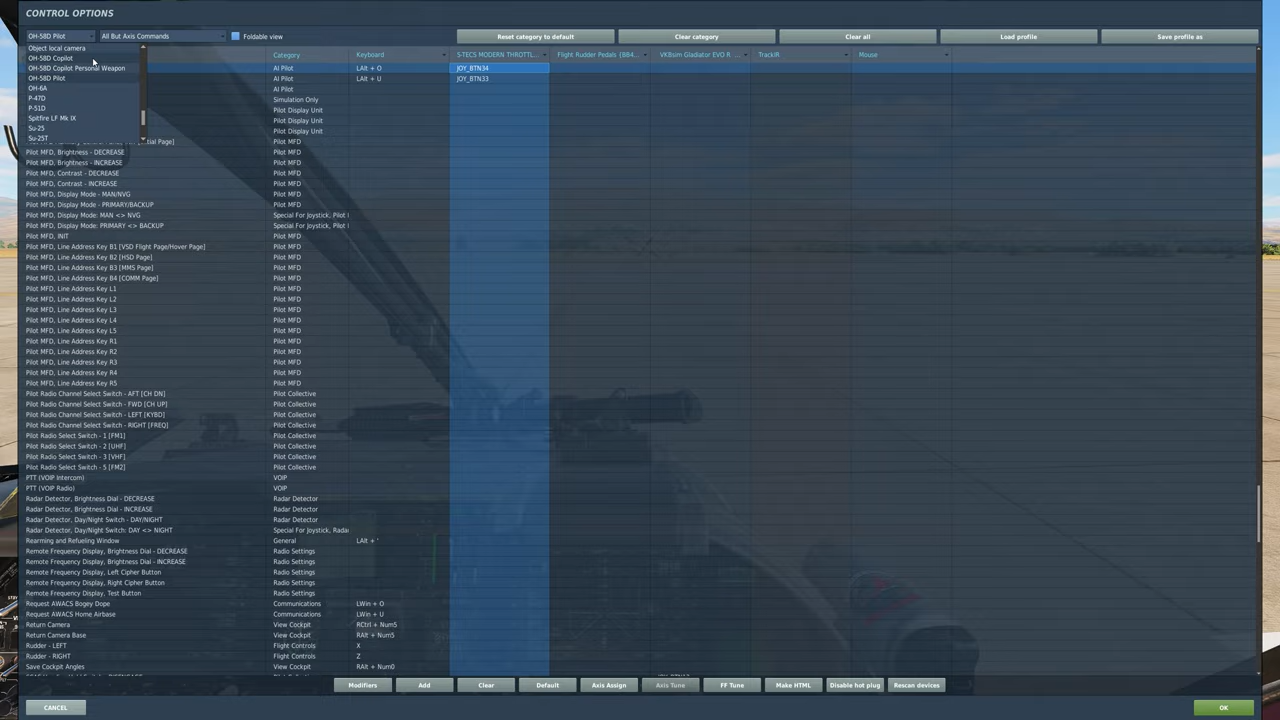 CONTROL OPTIONS
OH-58D Pilot All But Axis Commands Foldable view Reset category to default Clear category Clear all Load profile Save profile as
Category Keyboard S-TECS MODERN THROTTL... Flight Rudder Pedals {BB4... VKBsim Gladiator EVO R ... TrackIR Mouse
Object local camera
OH-58D Copilot
OH-58D Copilot Personal Weapon AI Pilot LAlt + O JOY_BTN34
OH-58D Pilot AI Pilot LAlt + U JOY_BTN33
OH-6A AI Pilot
P-47D Simulation Only
P-51D Pilot Display Unit
Spitfire LF Mk IX Pilot Display Unit
Su-25 Pilot Display Unit
Su-25T
Pilot MFD
Pilot MFD, Brightness - DECREASE Pilot MFD
Pilot MFD, Brightness - INCREASE Pilot MFD
Pilot MFD, Contrast - DECREASE Pilot MFD
Pilot MFD, Contrast - INCREASE Pilot MFD
Pilot MFD, Display Mode - MAN/NVG Pilot MFD
Pilot MFD, Display Mode - PRIMARY/BACKUP Pilot MFD
Pilot MFD, Display Mode: MAN <> NVG Special For Joystick, Pilot I
Pilot MFD, Display Mode: PRIMARY <> BACKUP Special For Joystick, Pilot I
Pilot MFD, INIT Pilot MFD
Pilot MFD, Line Address Key B1 [VSD Flight Page/Hover Page] Pilot MFD
Pilot MFD, Line Address Key B2 [HSD Page] Pilot MFD
Pilot MFD, Line Address Key B3 [MMS Page] Pilot MFD
Pilot MFD, Line Address Key B4 [COMM Page] Pilot MFD
Pilot MFD, Line Address Key L1 Pilot MFD
Pilot MFD, Line Address Key L2 Pilot MFD
Pilot MFD, Line Address Key L3 Pilot MFD
Pilot MFD, Line Address Key L4 Pilot MFD
Pilot MFD, Line Address Key L5 Pilot MFD
Pilot MFD, Line Address Key R1 Pilot MFD
Pilot MFD, Line Address Key R2 Pilot MFD
Pilot MFD, Line Address Key R3 Pilot MFD
Pilot MFD, Line Address Key R4 Pilot MFD
Pilot MFD, Line Address Key R5 Pilot MFD
Pilot Radio Channel Select Switch - AFT [CH DN] Pilot Collective
Pilot Radio Channel Select Switch - FWD [CH UP] Pilot Collective
Pilot Radio Channel Select Switch - LEFT [KYBD] Pilot Collective
Pilot Radio Channel Select Switch - RIGHT [FREQ] Pilot Collective
Pilot Radio Select Switch - 1 [FM1] Pilot Collective
Pilot Radio Select Switch - 2 [UHF] Pilot Collective
Pilot Radio Select Switch - 3 [VHF] Pilot Collective
Pilot Radio Select Switch - 5 [FM2] Pilot Collective
PTT (VOIP Intercom) VOIP
PTT (VOIP Radio) VOIP
Radar Detector, Brightness Dial - DECREASE Radar Detector
Radar Detector, Brightness Dial - INCREASE Radar Detector
Radar Detector, Day/Night Switch - DAY/NIGHT Radar Detector
Radar Detector, Day/Night Switch: DAY <> NIGHT Special For Joystick, Radar
Rearming and Refueling Window General LAlt + '
Remote Frequency Display, Brightness Dial - DECREASE Radio Settings
Remote Frequency Display, Brightness Dial - INCREASE Radio Settings
Remote Frequency Display, Left Cipher Button Radio Settings
Remote Frequency Display, Right Cipher Button Radio Settings
Remote Frequency Display, Test Button Radio Settings
Request AWACS Bogey Dope Communications LWin + O
Request AWACS Home Airbase Communications LWin + U
Return Camera View Cockpit RCtrl + Num5
Return Camera Base View Cockpit RAlt + Num5
Rudder - LEFT Flight Controls X
Rudder - RIGHT Flight Controls Z
Save Cockpit Angles View Cockpit RAlt + Num0
Modifiers Add Clear Default Axis Assign Axis Tune FF Tune Make HTML Disable hot plug Rescan devices
CANCEL OK